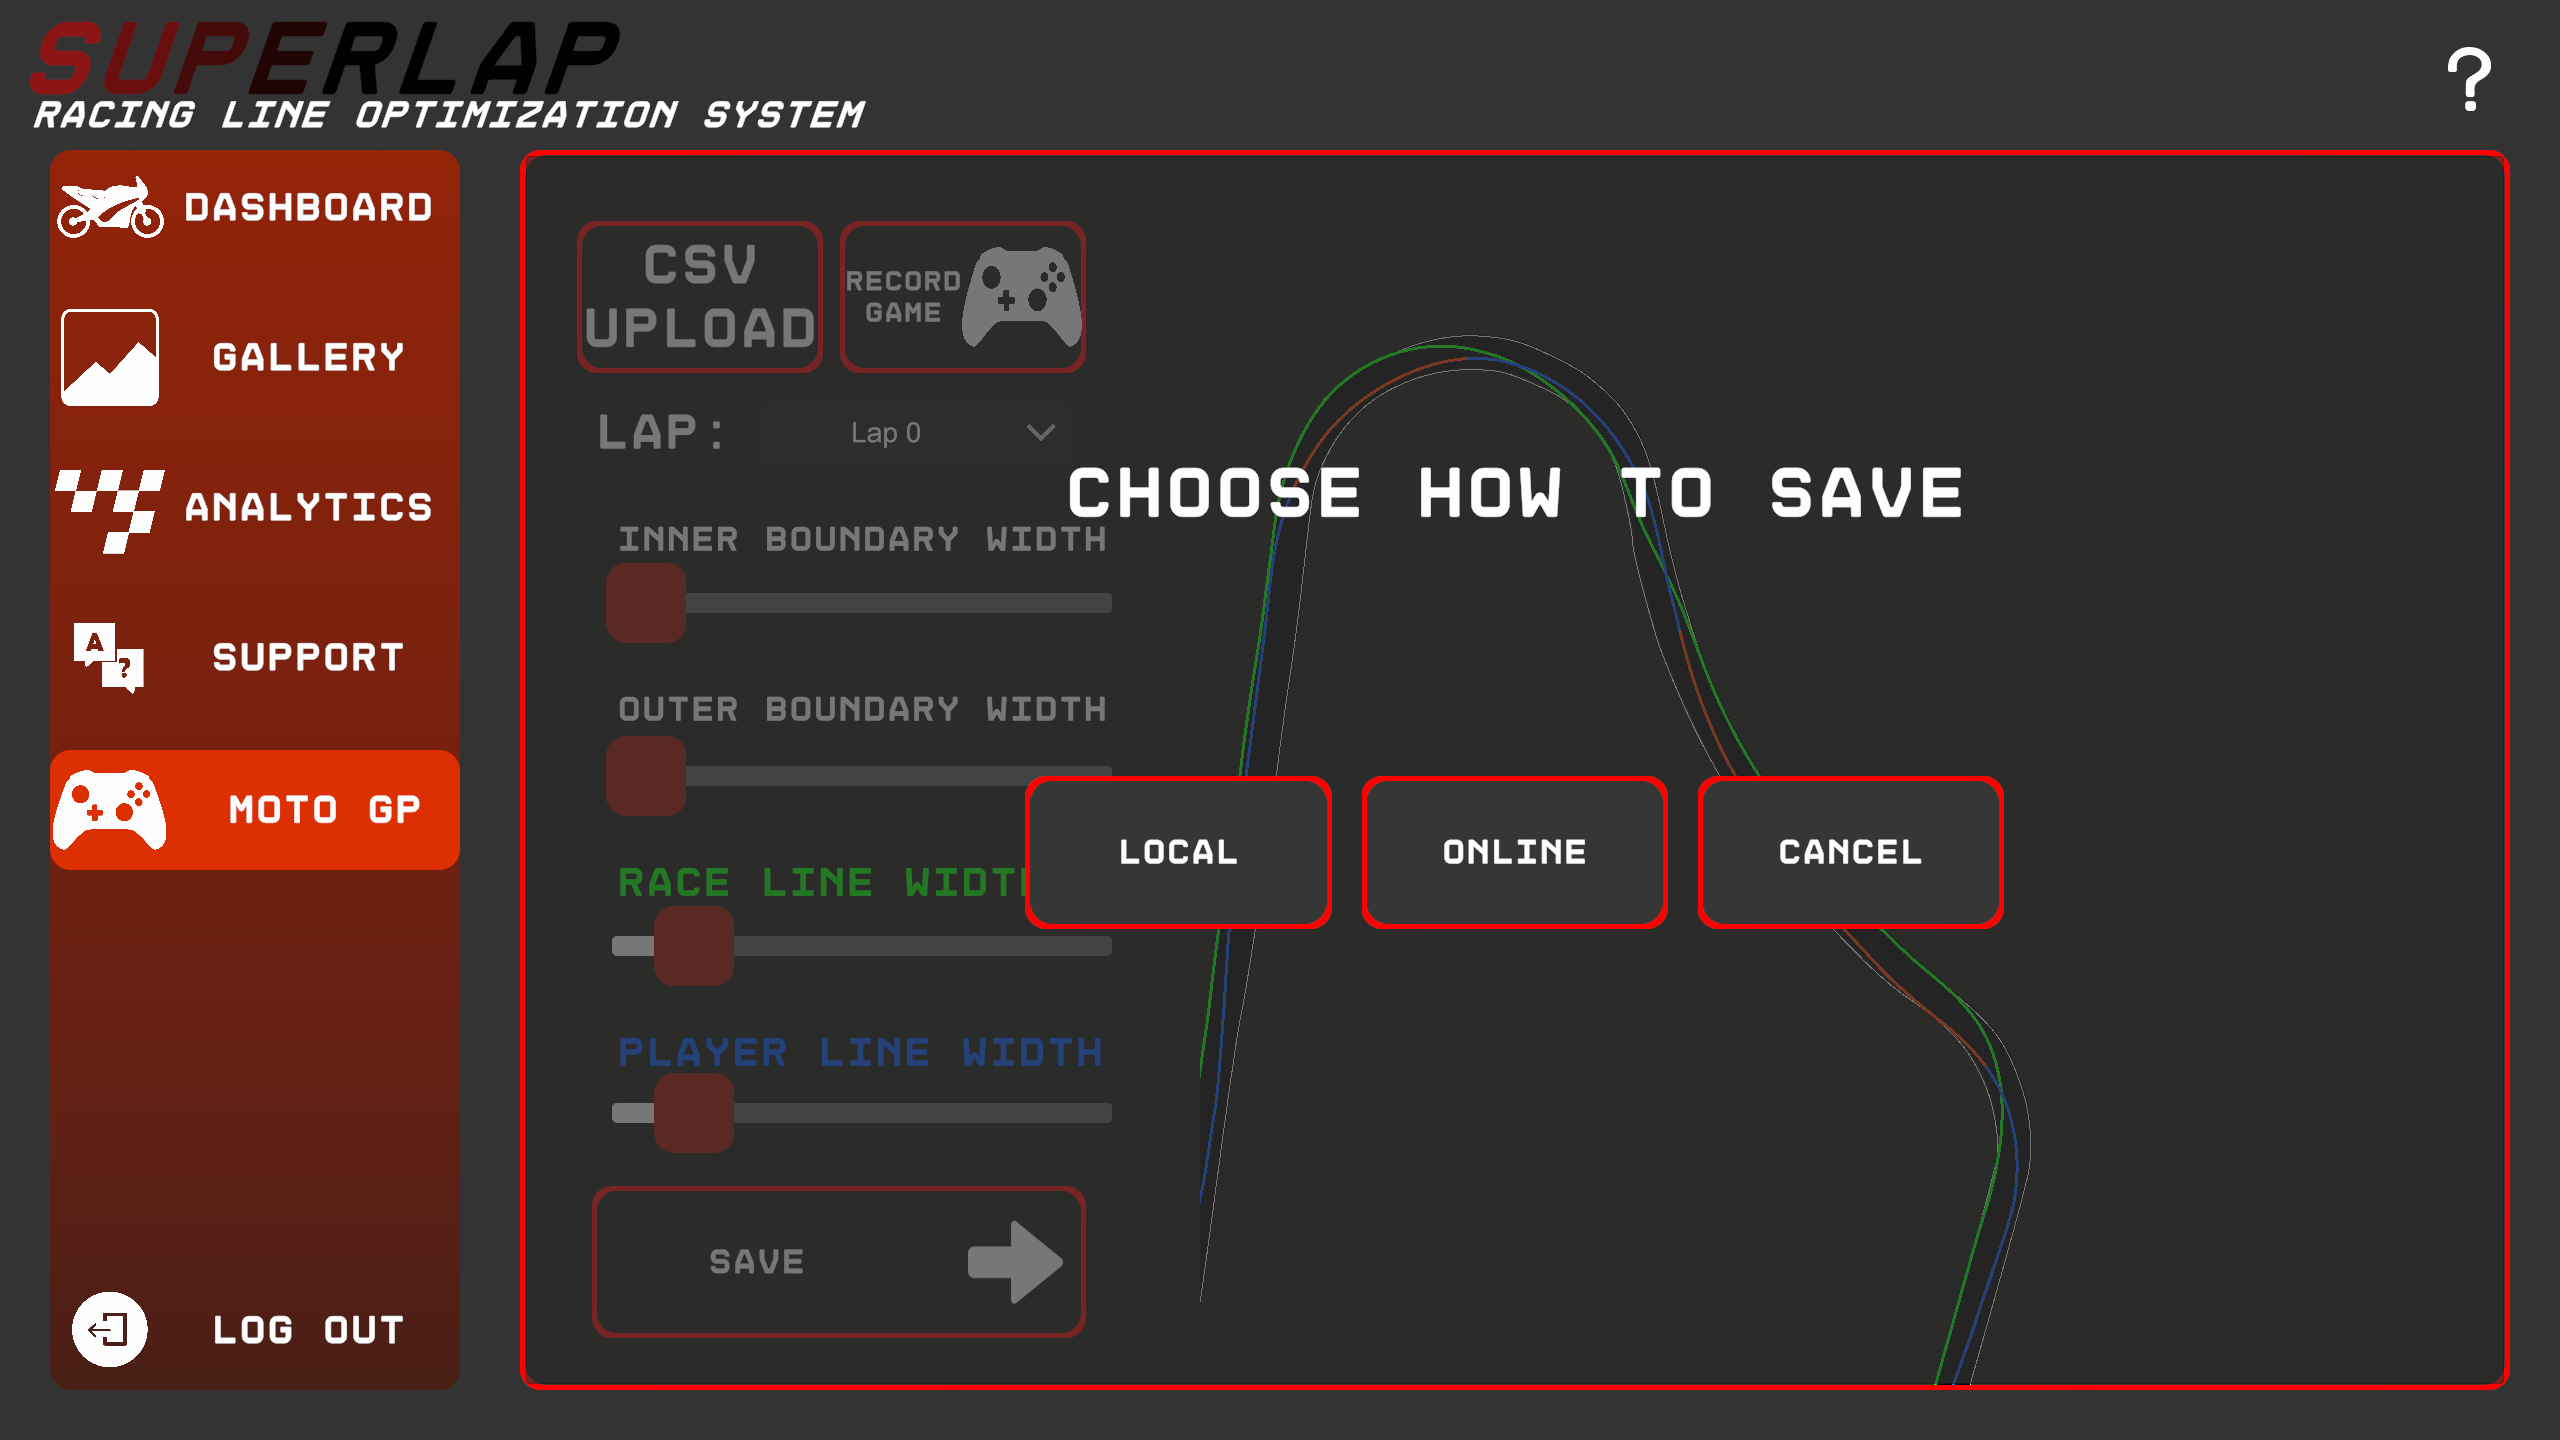 SUPERLAP
RACING LINE OPTIMIZATION SYSTEM
?
DASHBOARD
GALLERY
ANALYTICS
A
?
SUPPORT
MOTO GP
LOG OUT
CSV
UPLOAD
RECORD
GAME
LAP:
Lap 0
CHOOSE HOW TO SAVE
INNER BOUNDARY WIDTH
OUTER BOUNDARY WIDTH
LOCAL
ONLINE
CANCEL
RACE LINE WIDTH
PLAYER LINE WIDTH
SAVE